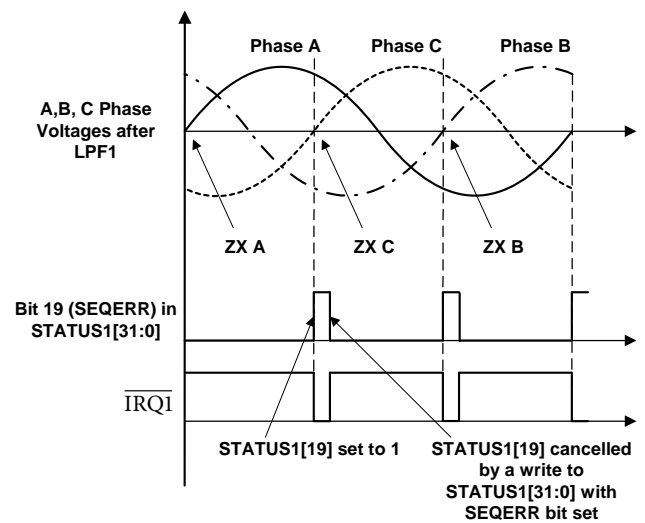 Phase A Phase C Phase B
A,B, C Phase
Voltages after
LPF1
ZX A ZX C ZX B
Bit 19 (SEQERR) in
STATUS1[31:0]
IRQ1
STATUS1[19] set to 1
STATUS1[19] cancelled
by a write to
STATUS1[31:0] with
SEQERR bit set